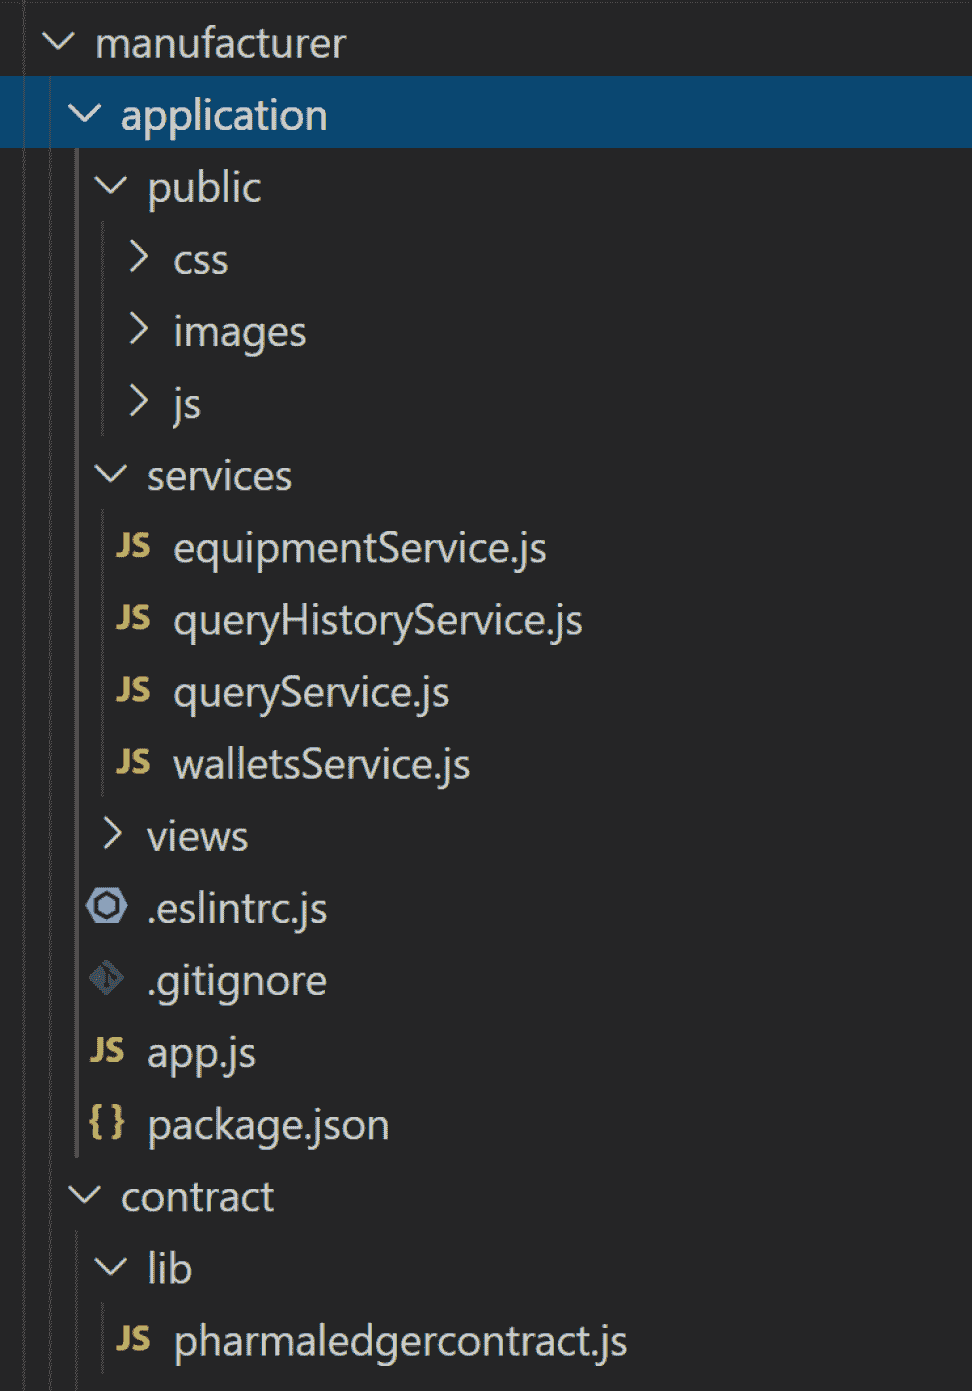 manufacturer
application
public
css
images
js
services
JS equipmentService.js
JS queryHistoryService.js
JS queryService.js
JS walletsService.js
views
.eslintrc.js
.gitignore
JS app.js
{} package.json
contract
lib
JS pharmaledgercontract.js